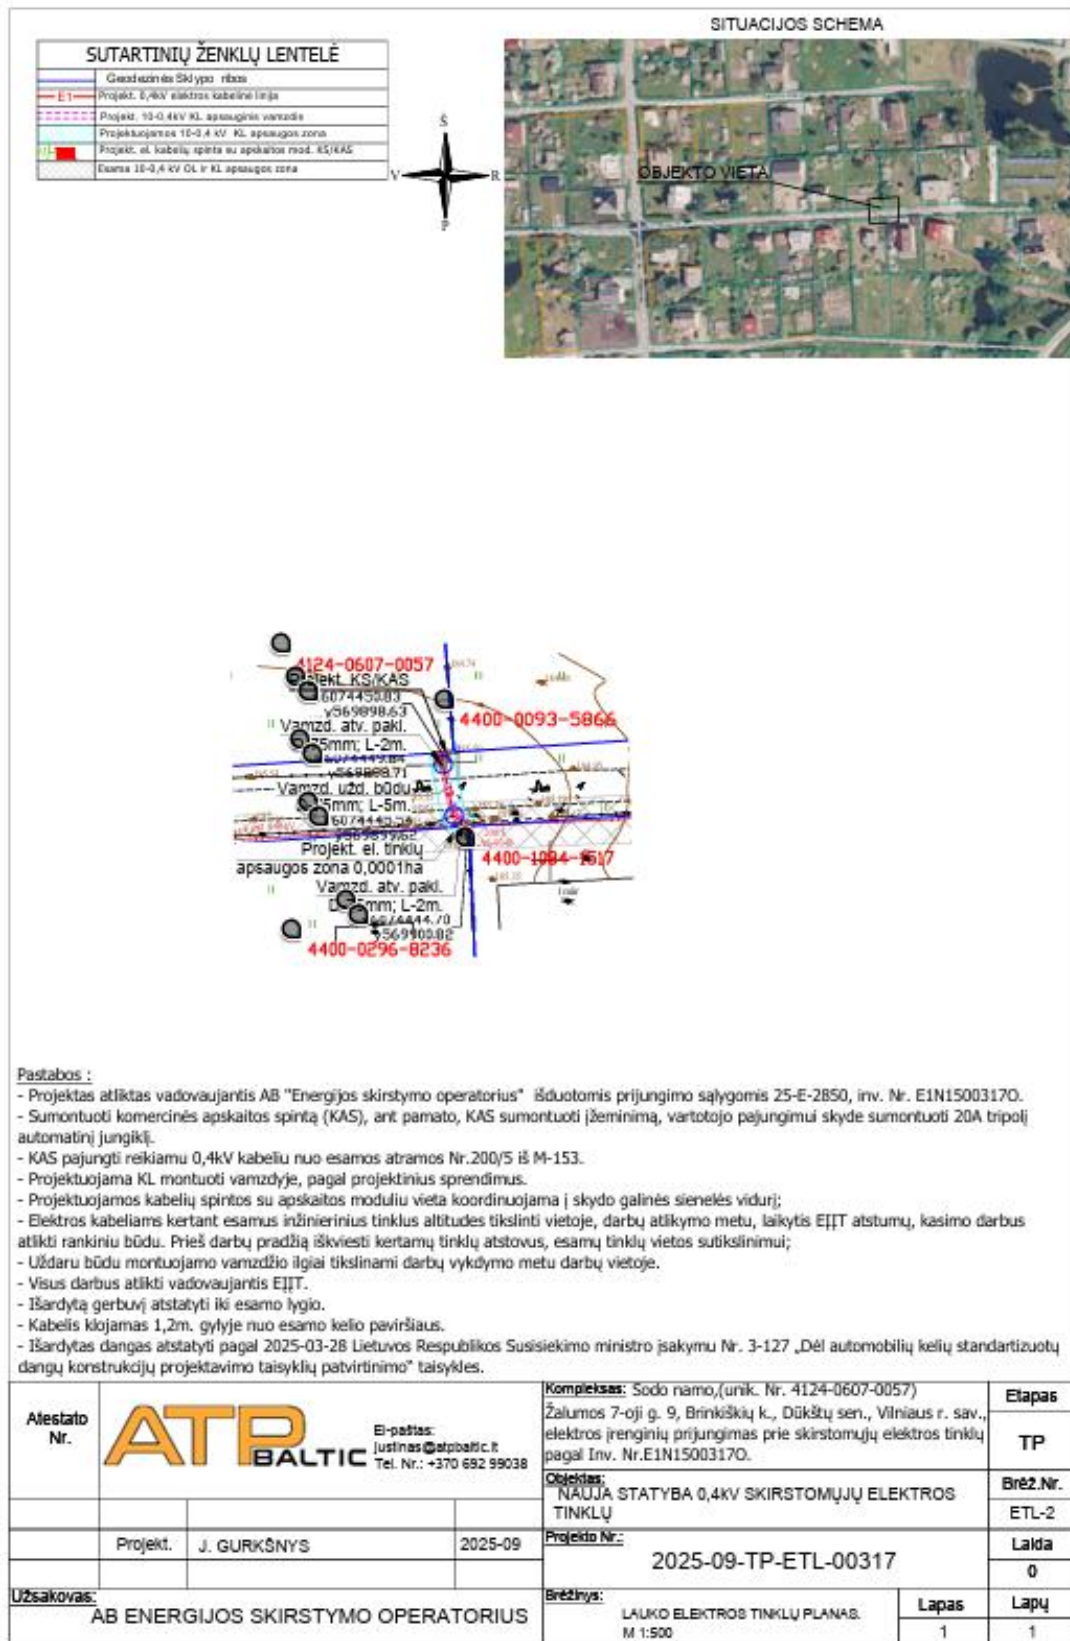 SITUACIJOS SCHEMA
SUTARTINIŲ ŽENKLŲ LENTELĖ
Geodezinės Sklypo ribos
E1 Projekt. 0,4kV elektros kabelinė linija
Projekt. 10-0.4kV KL apsauginis vamzdis
Projektuojamos 10-0,4 kV KL apsaugos zona
Projekt. el. kabelių spinta su apskaitos mod. KS/KAS
Esama 10-0,4 kV OL ir KL apsaugos zona
Š
V R
P
OBJEKTO VIETA
4124-0607-0057
KS/KAS
6074450.83
y569898.63
4400-0093-5866
Vamzd. atv. pakl.
L-2m.
Vamzd. užd. būdu
L-5m.
Projekt. el. tinklų
apsaugos zona 0,0001ha
Vamzd. atv. pakl.
L-2m.
y569900.82
4400-0296-8236
Pastabos :
- Projektas atliktas vadovaujantis AB "Energijos skirstymo operatorius" išduotomis prijungimo sąlygomis 25-E-2850, inv. Nr. E1N1500317O.
- Sumontuoti komercinės apskaitos spintą (KAS), ant pamato, KAS sumontuoti įžeminimą, vartotojo pajungimui skyde sumontuoti 20A tripolį
automatinį jungiklį.
- KAS pajungti reikiamu 0,4kV kabeliu nuo esamos atramos Nr.200/5 iš M-153.
- Projektuojama KL montuoti vamzdyje, pagal projektinius sprendimus.
- Projektuojamos kabelių spintos su apskaitos moduliu vieta koordinuojama į skydo galinės sienelės vidurį;
- Elektros kabeliams kertant esamus inžinierinius tinklus altitudes tikslinti vietoje, darbų atlikymo metu, laikytis EĮĮT atstumų, kasimo darbus
atlikti rankiniu būdu. Prieš darbų pradžią iškviesti kertamų tinklų atstovus, esamų tinklų vietos sutikslinimui;
- Uždaru būdu montuojamo vamzdžio ilgiai tikslinami darbų vykdymo metu darbų vietoje.
- Visus darbus atlikti vadovaujantis EĮĮT.
- Išardytą gerbuvį atstatyti iki esamo lygio.
- Kabelis klojamas 1,2m. gylyje nuo esamo kelio paviršiaus.
- Išardytas dangas atstatyti pagal 2025-03-28 Lietuvos Respublikos Susisiekimo ministro įsakymu Nr. 3-127 „Dėl automobilių kelių standartizuotų
dangų konstrukcijų projektavimo taisyklių patvirtinimo" taisykles.
Atestato
Nr.
ATP
BALTIC
El-paštas:
justinas@atpbaltic.lt
Tel. Nr.: +370 692 99038
Kompleksas: Sodo namo,(unik. Nr. 4124-0607-0057)
Žalumos 7-oji g. 9, Brinkiškių k., Dūkštų sen., Vilniaus r. sav.,
elektros įrenginių prijungimas prie skirstomųjų elektros tinklų
pagal Inv. Nr.E1N1500317O.
Etapas
TP
Objektas:
NAUJA STATYBA 0,4kV SKIRSTOMŲJŲ ELEKTROS
TINKLŲ
Brėž.Nr.
ETL-2
Projekt. J. GURKŠNYS 2025-09
Projekto Nr.:
2025-09-TP-ETL-00317
Laida
0
Užsakovas:
AB ENERGIJOS SKIRSTYMO OPERATORIUS
Brėžinys:
LAUKO ELEKTROS TINKLŲ PLANAS.
M 1:500
Lapas Lapų
1 1